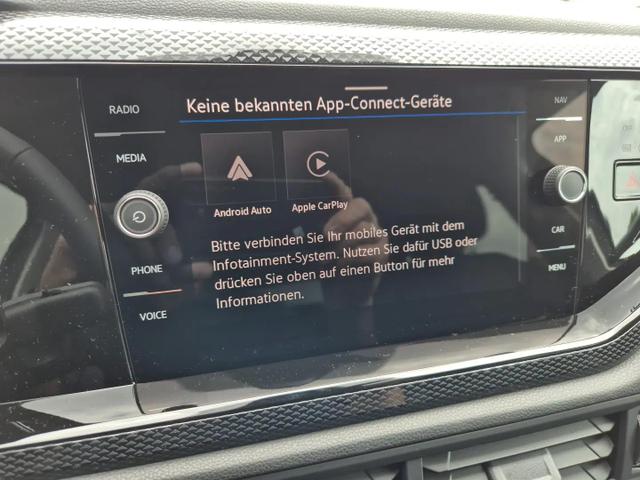 RADIO
MEDIA
PHONE
VOICE
Keine bekannten App-Connect-Geräte
Android Auto
Apple CarPlay
Bitte verbinden Sie Ihr mobiles Gerät mit dem
Infotainment-System. Nutzen Sie dafür USB oder
drücken Sie oben auf einen Button für mehr
Informationen.
NAV
APP
CAR
MENU